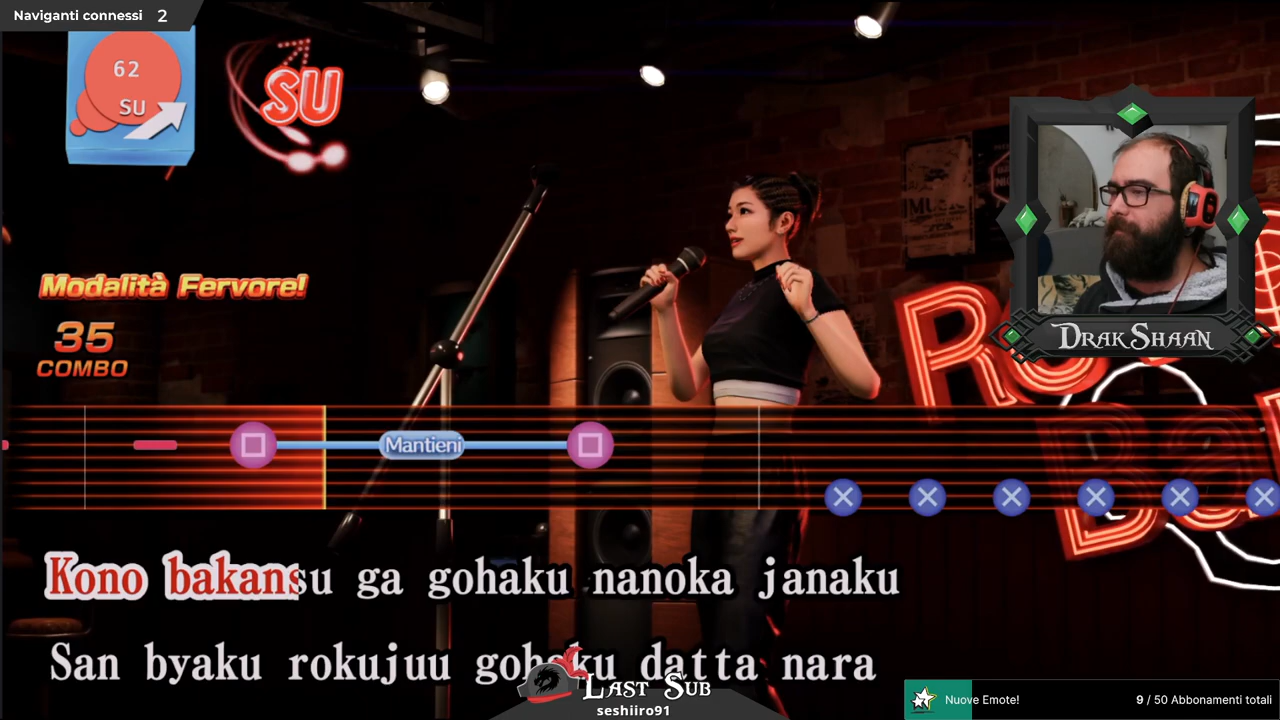 Naviganti connessi 2
62
SU
SU
Modalità Fervore!
35
COMBO
DRAKSHAAN
Mantieni
Kono bakansu ga gohaku nanoka janaku
San byaku rokujuu gohaku datta nara
LAST SUB
seshiiro91
Nuove Emote!
9 / 50 Abbonamenti totali